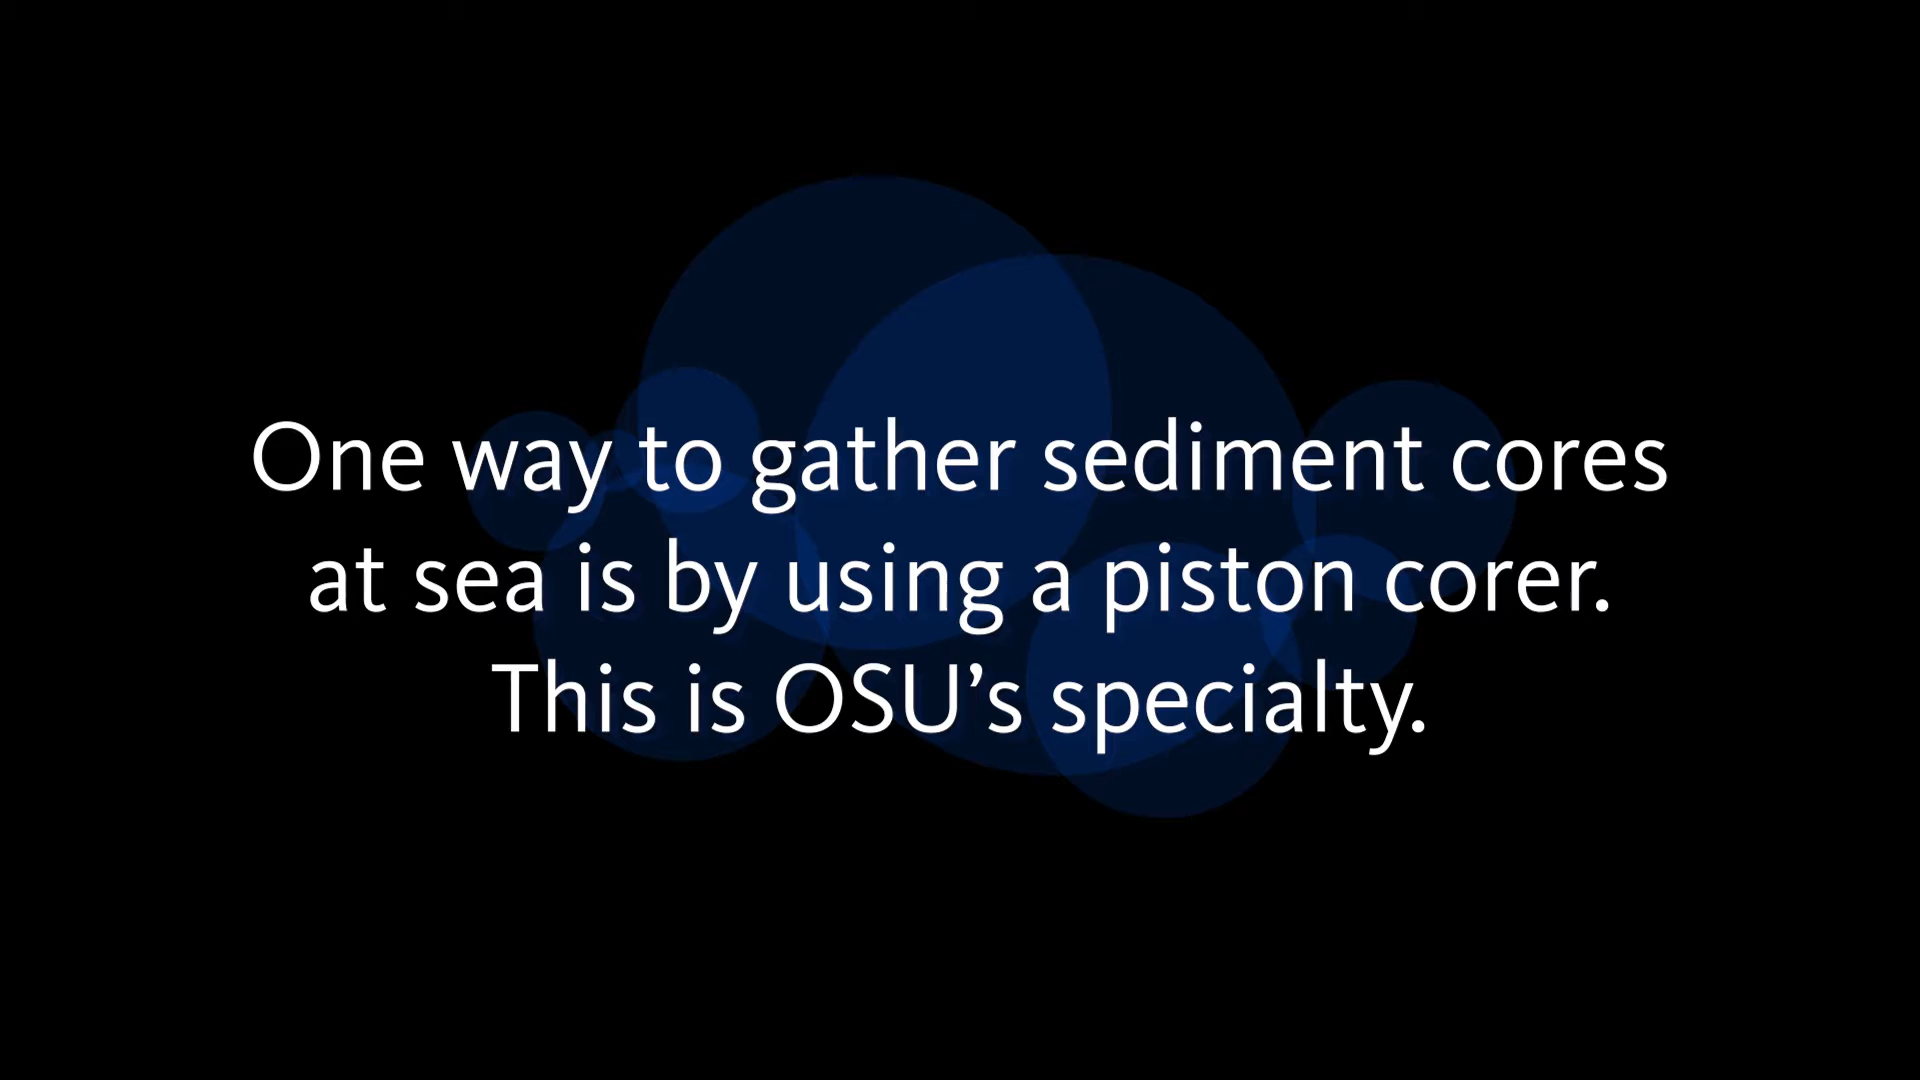 One way to gather sediment cores
at sea is by using a piston corer.
This is OSU’s specialty.